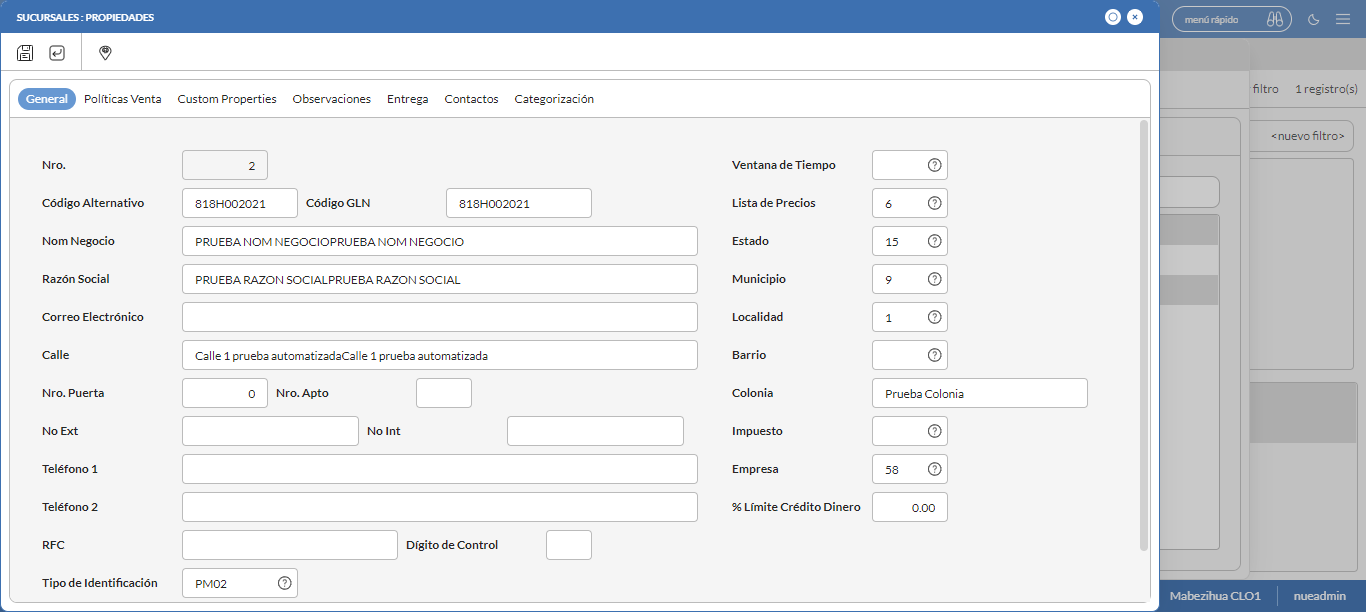 SUCURSALES : PROPIEDADES
menú rápido
General Políticas Venta Custom Properties Observaciones Entrega Contactos Categorización
filtro 1 registro(s)
<nuevo filtro>
Nro. 2 Ventana de Tiempo
Código Alternativo 818H002021 Código GLN 818H002021 Lista de Precios 6
Nom Negocio PRUEBA NOM NEGOCIOPRUEBA NOM NEGOCIO Estado 15
Razón Social PRUEBA RAZON SOCIALPRUEBA RAZON SOCIAL Municipio 9
Correo Electrónico Localidad 1
Calle Calle 1 prueba automatizadaCalle 1 prueba automatizada Barrio
Nro. Puerta 0 Nro. Apto Colonia Prueba Colonia
No Ext No Int Impuesto
Teléfono 1 Empresa 58
Teléfono 2 % Límite Crédito Dinero 0.00
RFC Dígito de Control
Tipo de Identificación PM02
Mabezihua CLO1 nueadmin